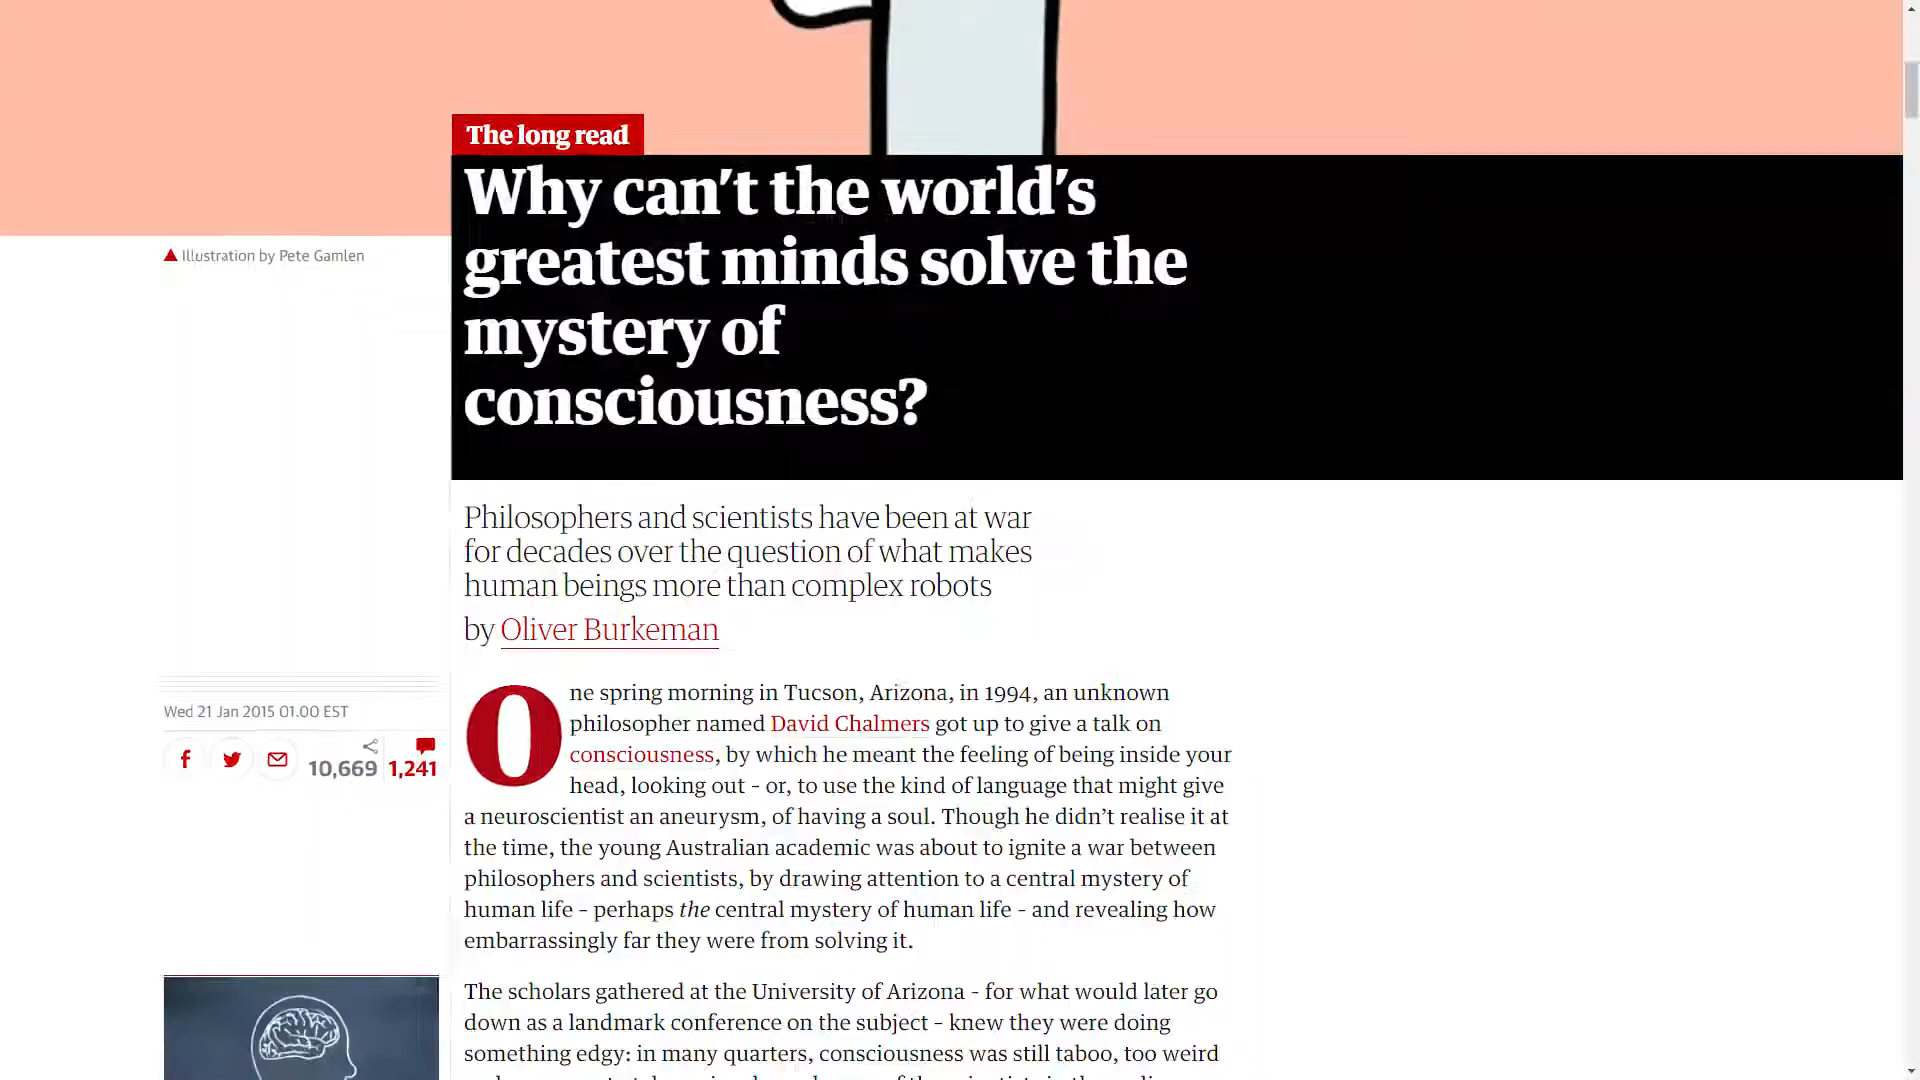 The long read
Why can't the world's
greatest minds solve the
mystery of
consciousness?
Illustration by Pete Gamlen
Philosophers and scientists have been at war
for decades over the question of what makes
human beings more than complex robots
by Oliver Burkeman
Wed 21 Jan 2015 01.00 EST
10,669 1,241
One spring morning in Tucson, Arizona, in 1994, an unknown
philosopher named David Chalmers got up to give a talk on
consciousness, by which he meant the feeling of being inside your
head, looking out – or, to use the kind of language that might give
a neuroscientist an aneurysm, of having a soul. Though he didn't realise it at
the time, the young Australian academic was about to ignite a war between
philosophers and scientists, by drawing attention to a central mystery of
human life – perhaps the central mystery of human life – and revealing how
embarrassingly far they were from solving it.
The scholars gathered at the University of Arizona – for what would later go
down as a landmark conference on the subject – knew they were doing
something edgy: in many quarters, consciousness was still taboo, too weird